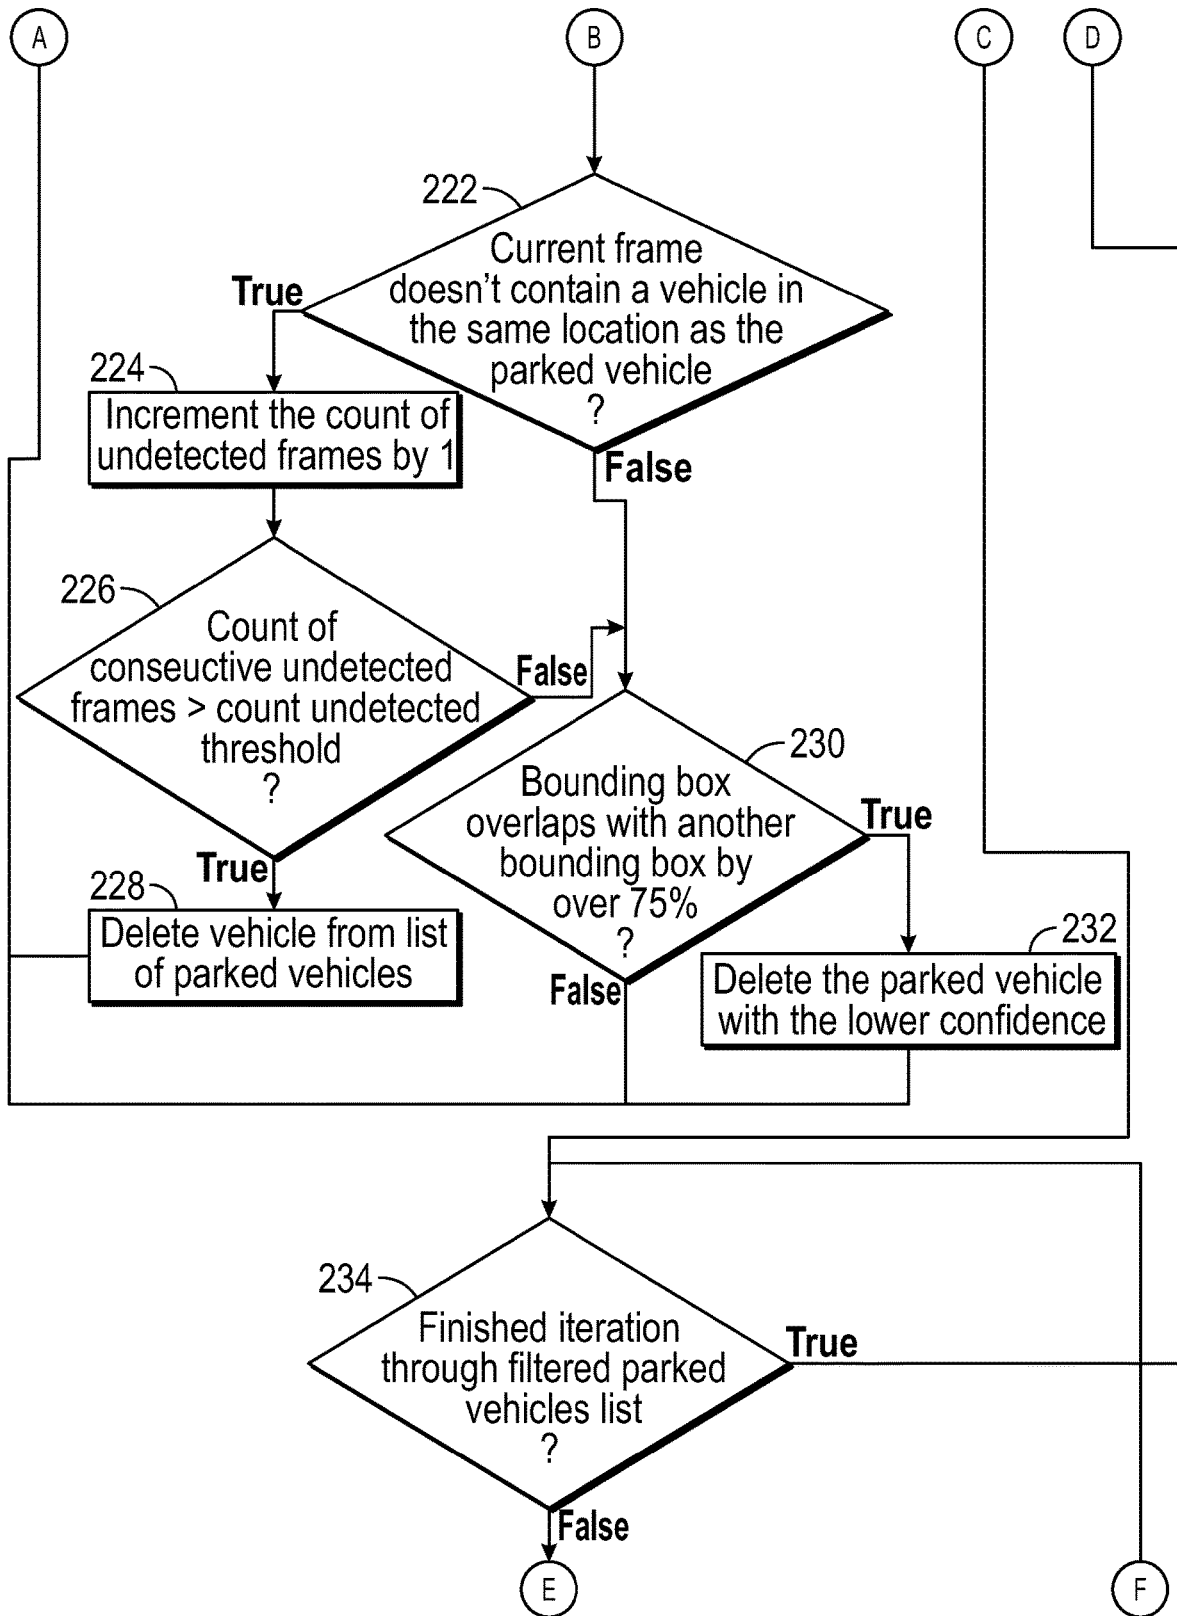 A
B
C
D
222
Current frame
doesn't contain a vehicle in
the same location as the
parked vehicle
?
True
False
224
Increment the count of
undetected frames by 1
226
Count of
conseuctive undetected
frames > count undetected
threshold
?
False
True
228
Delete vehicle from list
of parked vehicles
230
Bounding box
overlaps with another
bounding box by
over 75%
?
True
False
232
Delete the parked vehicle
with the lower confidence
234
Finished iteration
through filtered parked
vehicles list
?
True
False
E
F